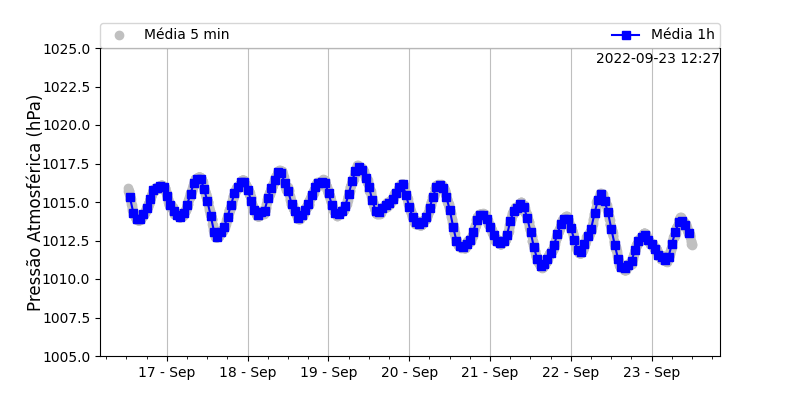 Média 5 min
Média 1h
2022-09-23 12:27
Pressão Atmosférica (hPa)
1025.0
1022.5
1020.0
1017.5
1015.0
1012.5
1010.0
1007.5
1005.0
17 - Sep
18 - Sep
19 - Sep
20 - Sep
21 - Sep
22 - Sep
23 - Sep